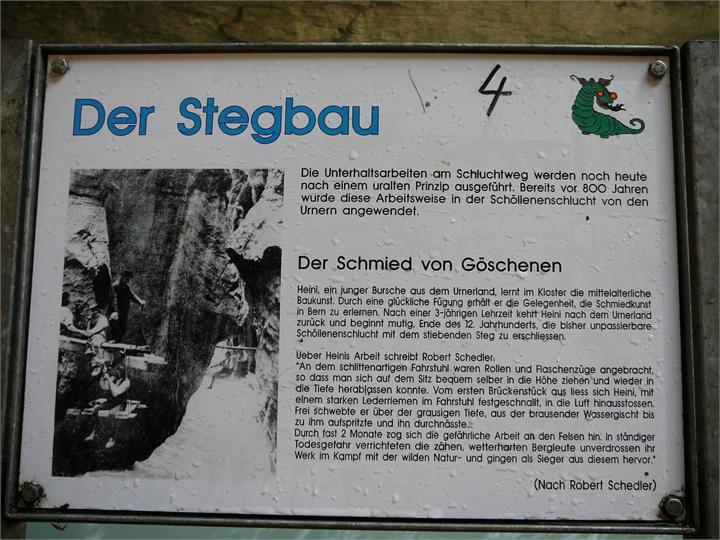 4
Der Stegbau
Die Unterhaltsarbeiten am Schluchtweg werden noch heute
nach einem uralten Prinzip ausgeführt. Bereits vor 800 Jahren
wurde diese Arbeitsweise in der Schöllenenschlucht von den
Urnern angewendet.
Der Schmied von Göschenen
Heini, ein junger Bursche aus dem Urnerland, lernt im Kloster die mittelalterliche
Baukunst. Durch eine glückliche Fügung erhält er die Gelegenheit, die Schmiedkunst
in Bern zu erlernen. Nach einer 3-jährigen Lehrzeit kehrt Heini nach dem Urnerland
zurück und beginnt mutig, Ende des 12. Jahrhunderts, die bisher unpassierbare
Schöllenenschlucht mit dem stiebenden Steg zu erschliessen.
Ueber Heinis Arbeit schreibt Robert Schedler:
"An dem schlittenartigen Fahrstuhl waren Rollen und Flaschenzüge angebracht,
so dass man sich auf dem Sitz bequem selber in die Höhe ziehen und wieder in
die Tiefe herablassen konnte. Vom ersten Brückenstück aus liess sich Heini, mit
einem starken Lederriemen im Fahrstuhl festgeschnallt, in die Luft hinausstossen.
Frei schwebte er über der grausigen Tiefe, aus der brausender Wassergischt bis
zu ihm aufspritzte und ihn durchnässte.
Durch fast 2 Monate zog sich die gefährliche Arbeit an den Felsen hin. In ständiger
Todesgefahr verrichteten die zähen, wetterharten Bergleute unverdrossen ihr
Werk im Kampf mit der wilden Natur- und gingen als Sieger aus diesem hervor."
(Nach Robert Schedler)